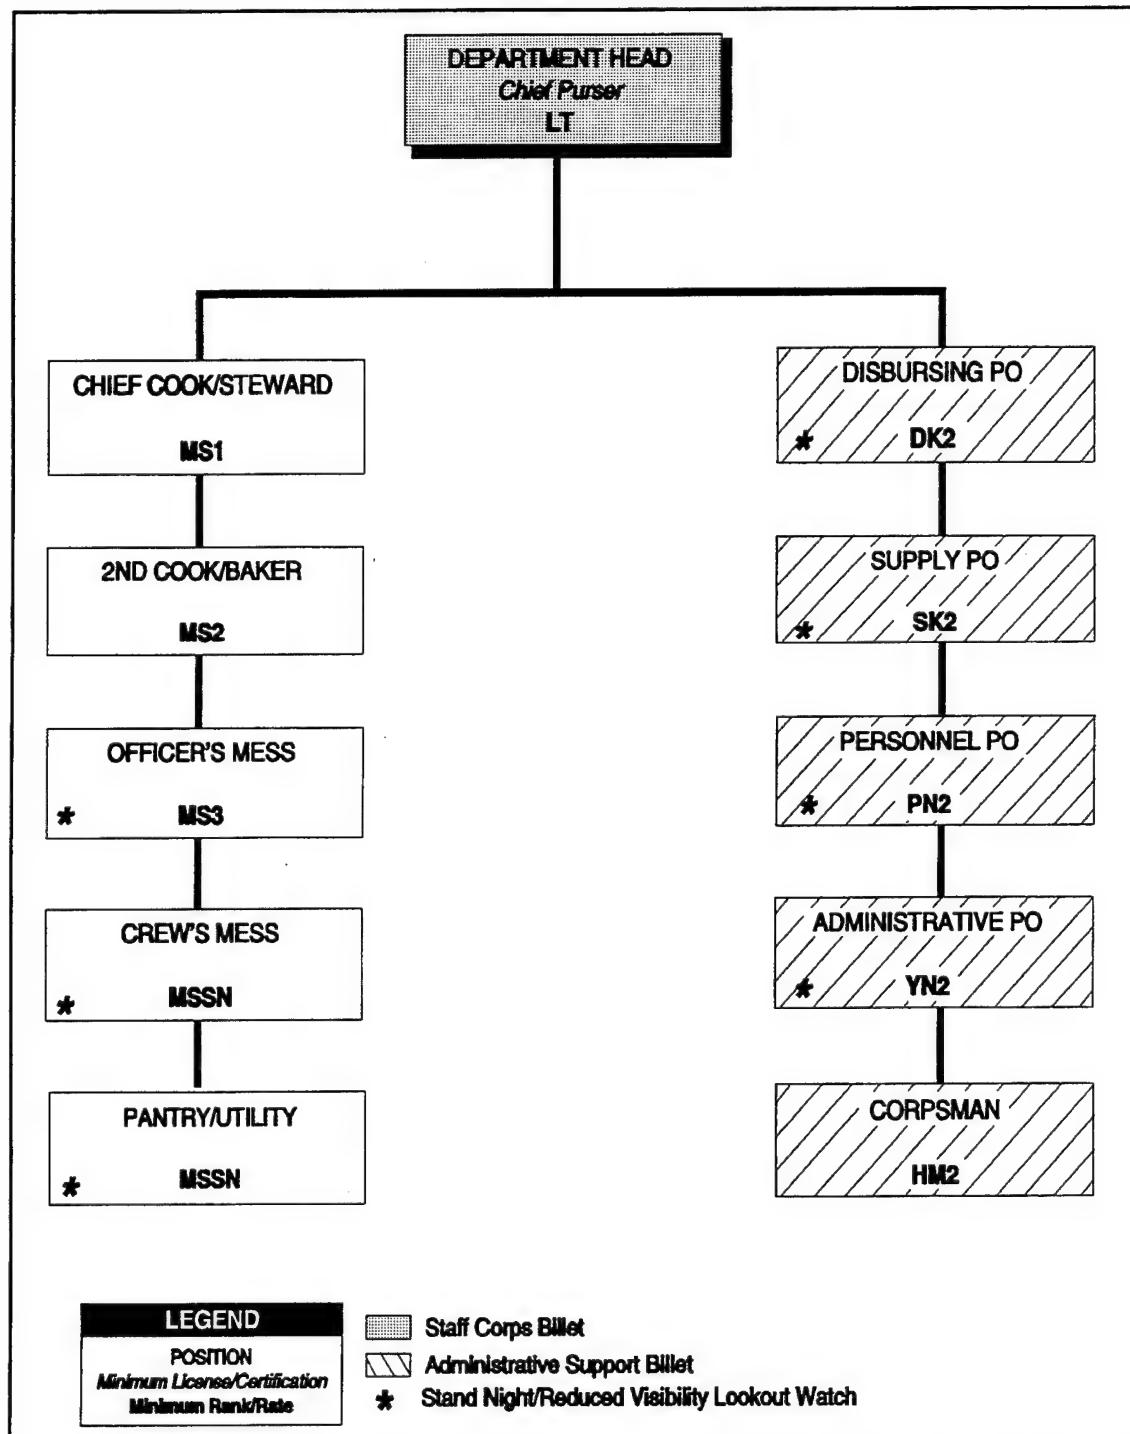 DEPARTMENT HEAD
Chief Purser
LT
CHIEF COOK/STEWARD
MS1
2ND COOK/BAKER
MS2
OFFICER'S MESS
* MS3
CREW'S MESS
* MSSN
PANTRY/UTILITY
* MSSN
DISBURSING PO
* DK2
SUPPLY PO
* SK2
PERSONNEL PO
* PN2
ADMINISTRATIVE PO
* YN2
CORPSMAN
HM2
LEGEND
POSITION
Minimum License/Certification
Minimum Rank/Rate
Staff Corps Billet
Administrative Support Billet
* Stand Night/Reduced Visibility Lookout Watch